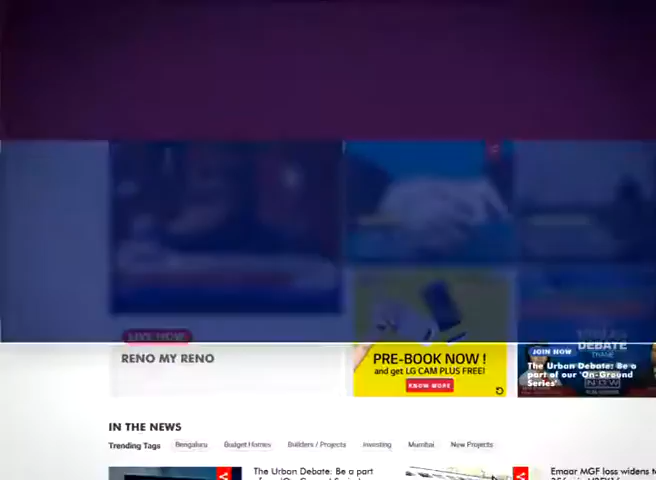 LIVE NOW
RENO MY RENO
PRE-BOOK NOW !
and get LG CAM PLUS FREE!
KNOW MORE
DEBATE
JOIN NOW
The Urban Debate: Be a
part of our 'On-Ground
Series'
IN THE NEWS
Trending Tags Bengaluru Budget Homes Builders / Projects Investing Mumbai New Projects
The Urban Debate: Be a part
Emaar MGF loss widens to